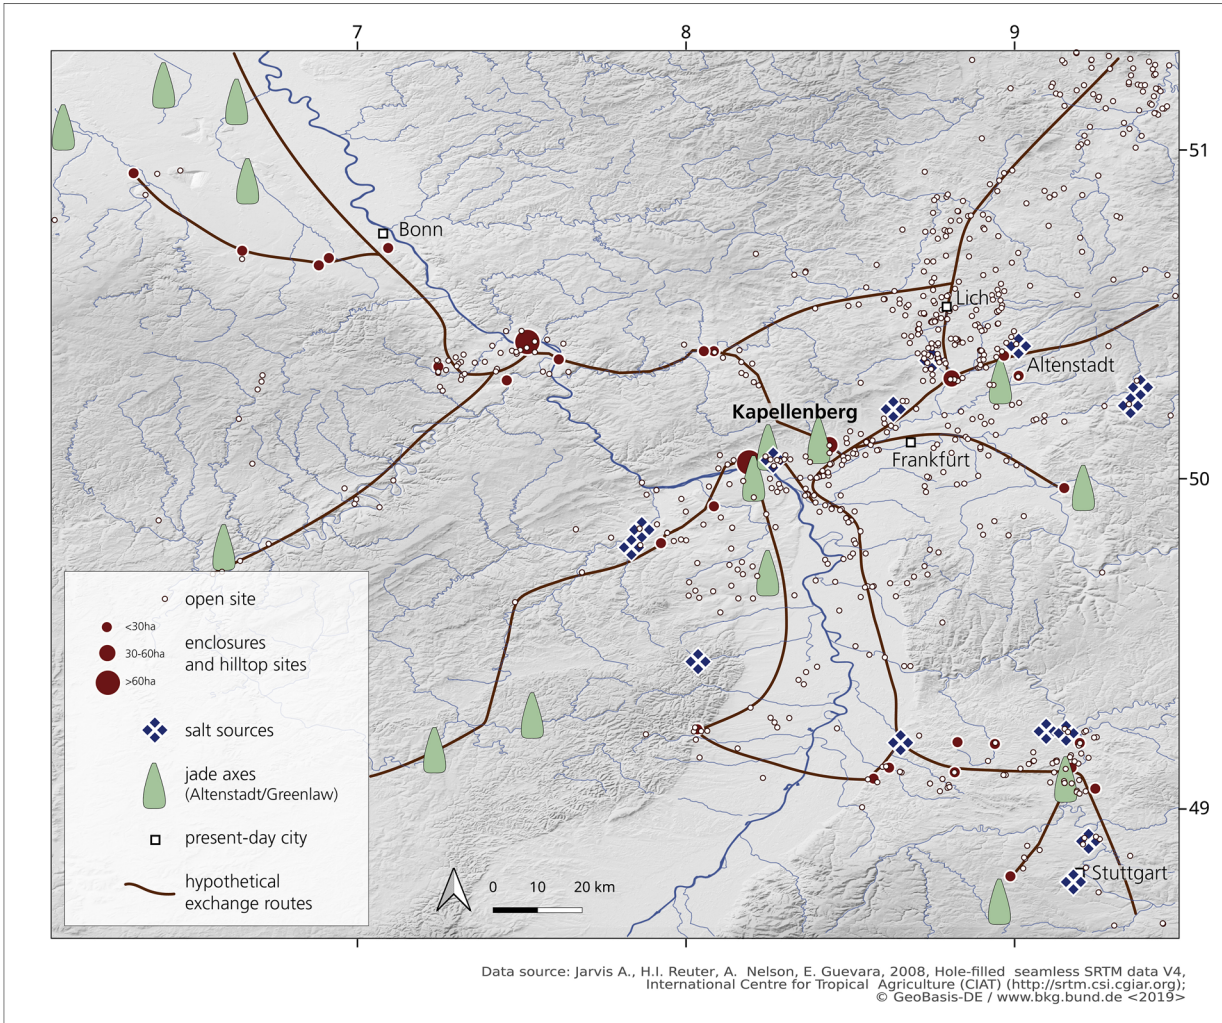 7 8 9
51
Bonn
Lich
Altenstadt
Kapellenberg
Frankfurt
50
open site
<30ha
30-60ha
>60ha
enclosures
and hilltop sites
salt sources
jade axes
(Altenstadt/Greenlaw)
present-day city
hypothetical
exchange routes
49
Stuttgart
0 10 20 km
Data source: Jarvis A., H.I. Reuter, A. Nelson, E. Guevara, 2008, Hole-filled seamless SRTM data V4,
International Centre for Tropical Agriculture (CIAT) (http://srtm.csi.cgiar.org);
© GeoBasis-DE / www.bkg.bund.de <2019>